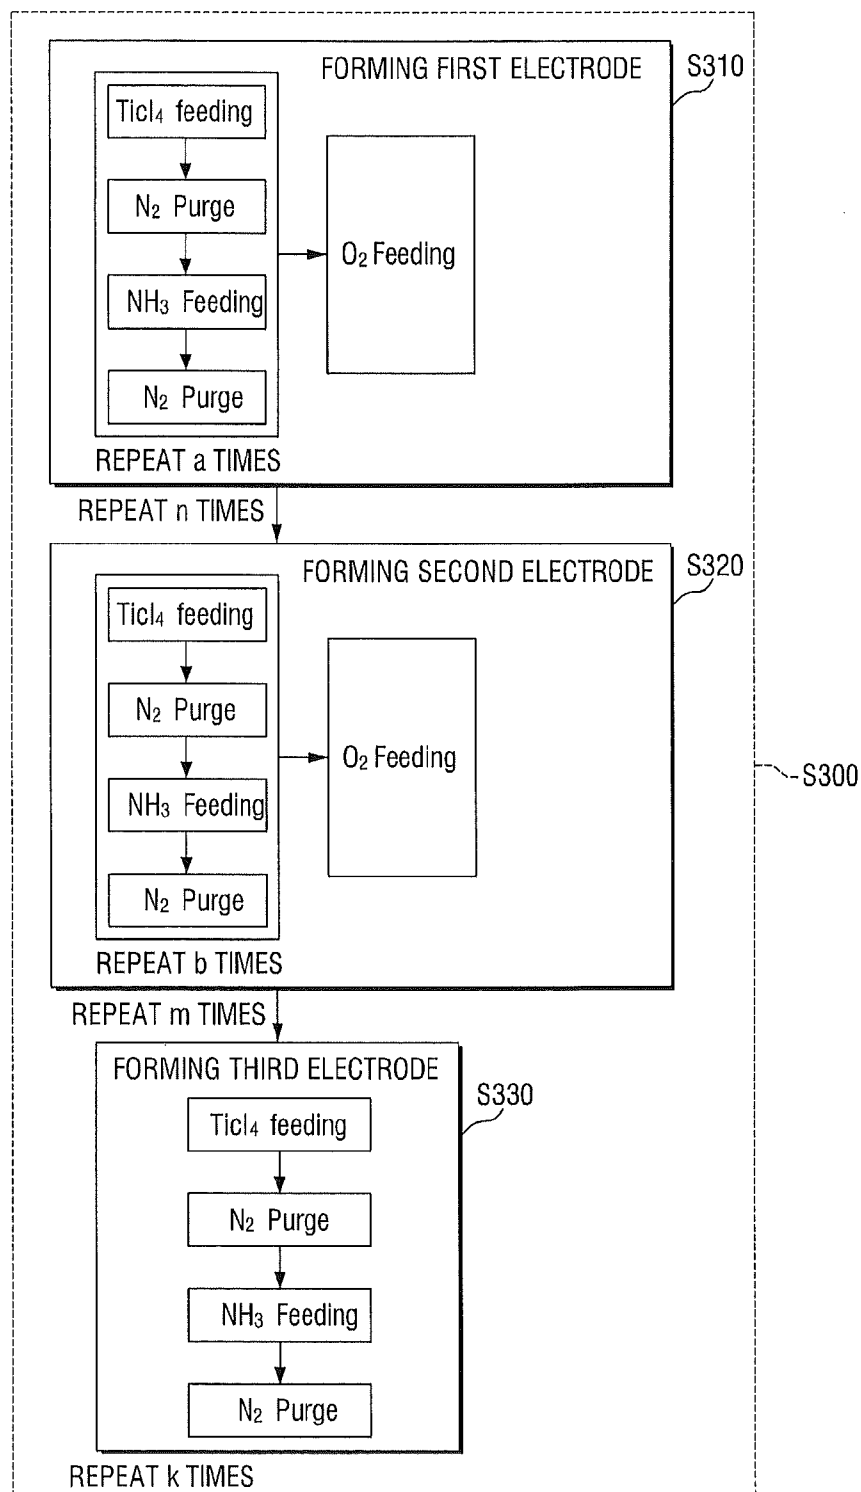 FORMING FIRST ELECTRODE
S310
Ticl₄ feeding
N₂ Purge
NH₃ Feeding
N₂ Purge
O₂ Feeding
REPEAT a TIMES
REPEAT n TIMES
FORMING SECOND ELECTRODE
S320
Ticl₄ feeding
N₂ Purge
NH₃ Feeding
N₂ Purge
O₂ Feeding
REPEAT b TIMES
S300
REPEAT m TIMES
FORMING THIRD ELECTRODE
S330
Ticl₄ feeding
N₂ Purge
NH₃ Feeding
N₂ Purge
REPEAT k TIMES